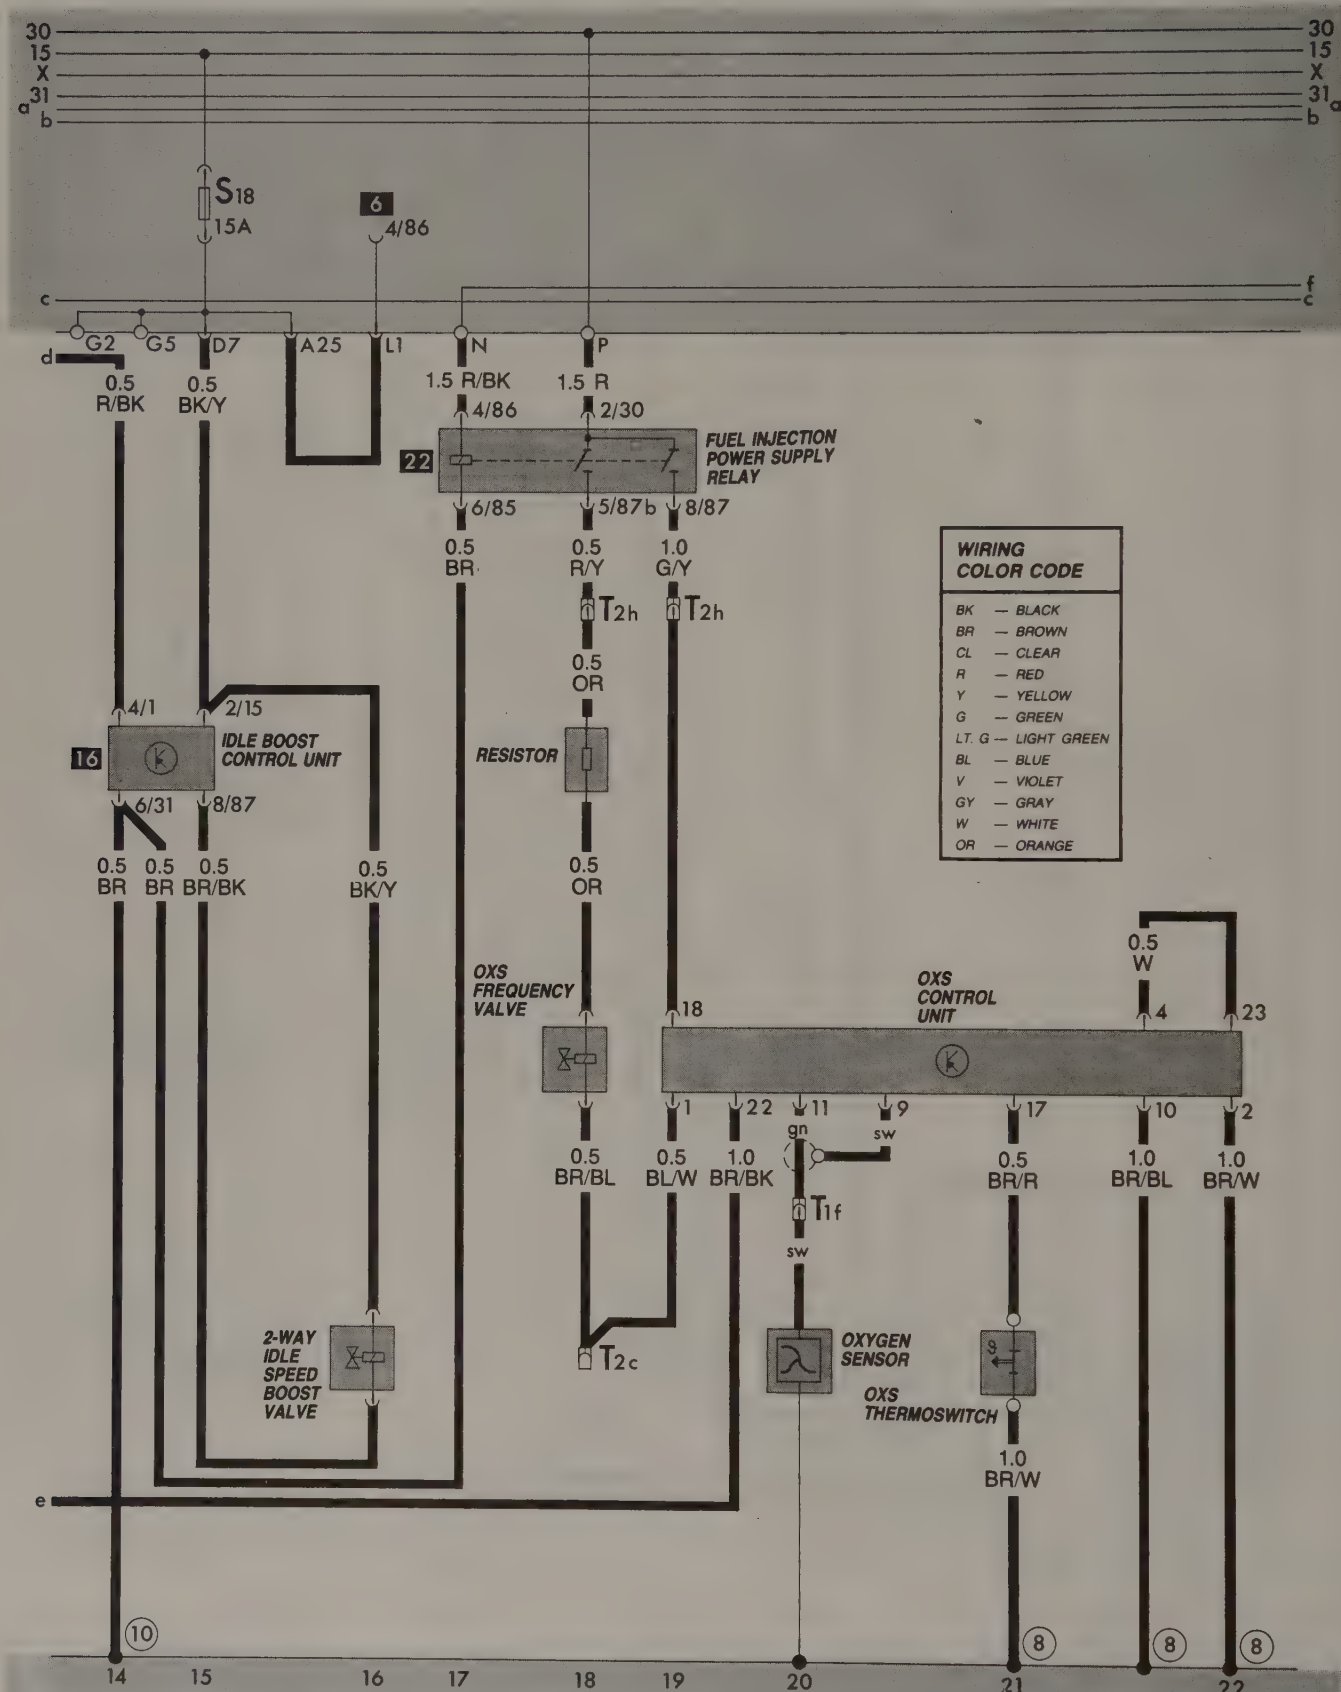 30 30
15 15
X X
31 31
a a
b b
S18
15A
6
4/86
f
c c
G2 G5 D7 A25 L1 N P
d
0.5 R/BK
0.5 BK/Y
1.5 R/BK
1.5 R
4/86
2/30
22
FUEL INJECTION
POWER SUPPLY
RELAY
6/85
5/87b
8/87
0.5 BR
0.5 R/Y
1.0 G/Y
T2h
T2h
0.5 OR
WIRING
COLOR CODE
BK — BLACK
BR — BROWN
CL — CLEAR
R — RED
Y — YELLOW
G — GREEN
LT. G — LIGHT GREEN
BL — BLUE
V — VIOLET
GY — GRAY
W — WHITE
OR — ORANGE
4/1
2/15
16
IDLE BOOST
CONTROL UNIT
RESISTOR
6/31
8/87
0.5 BR
0.5 BR
0.5 BR/BK
0.5 BK/Y
0.5 OR
OXS
FREQUENCY
VALVE
OXS
CONTROL
UNIT
0.5 W
18
4
23
1
22
11
9
17
10
2
gn
sw
0.5 BR/BL
0.5 BL/W
1.0 BR/BK
0.5 BR/R
1.0 BR/BL
1.0 BR/W
T1f
sw
2-WAY
IDLE
SPEED
BOOST
VALVE
T2c
OXYGEN
SENSOR
OXS
THERMOSWITCH
1.0 BR/W
e
10
8
8
8
14 15 16 17 18 19 20 21 22